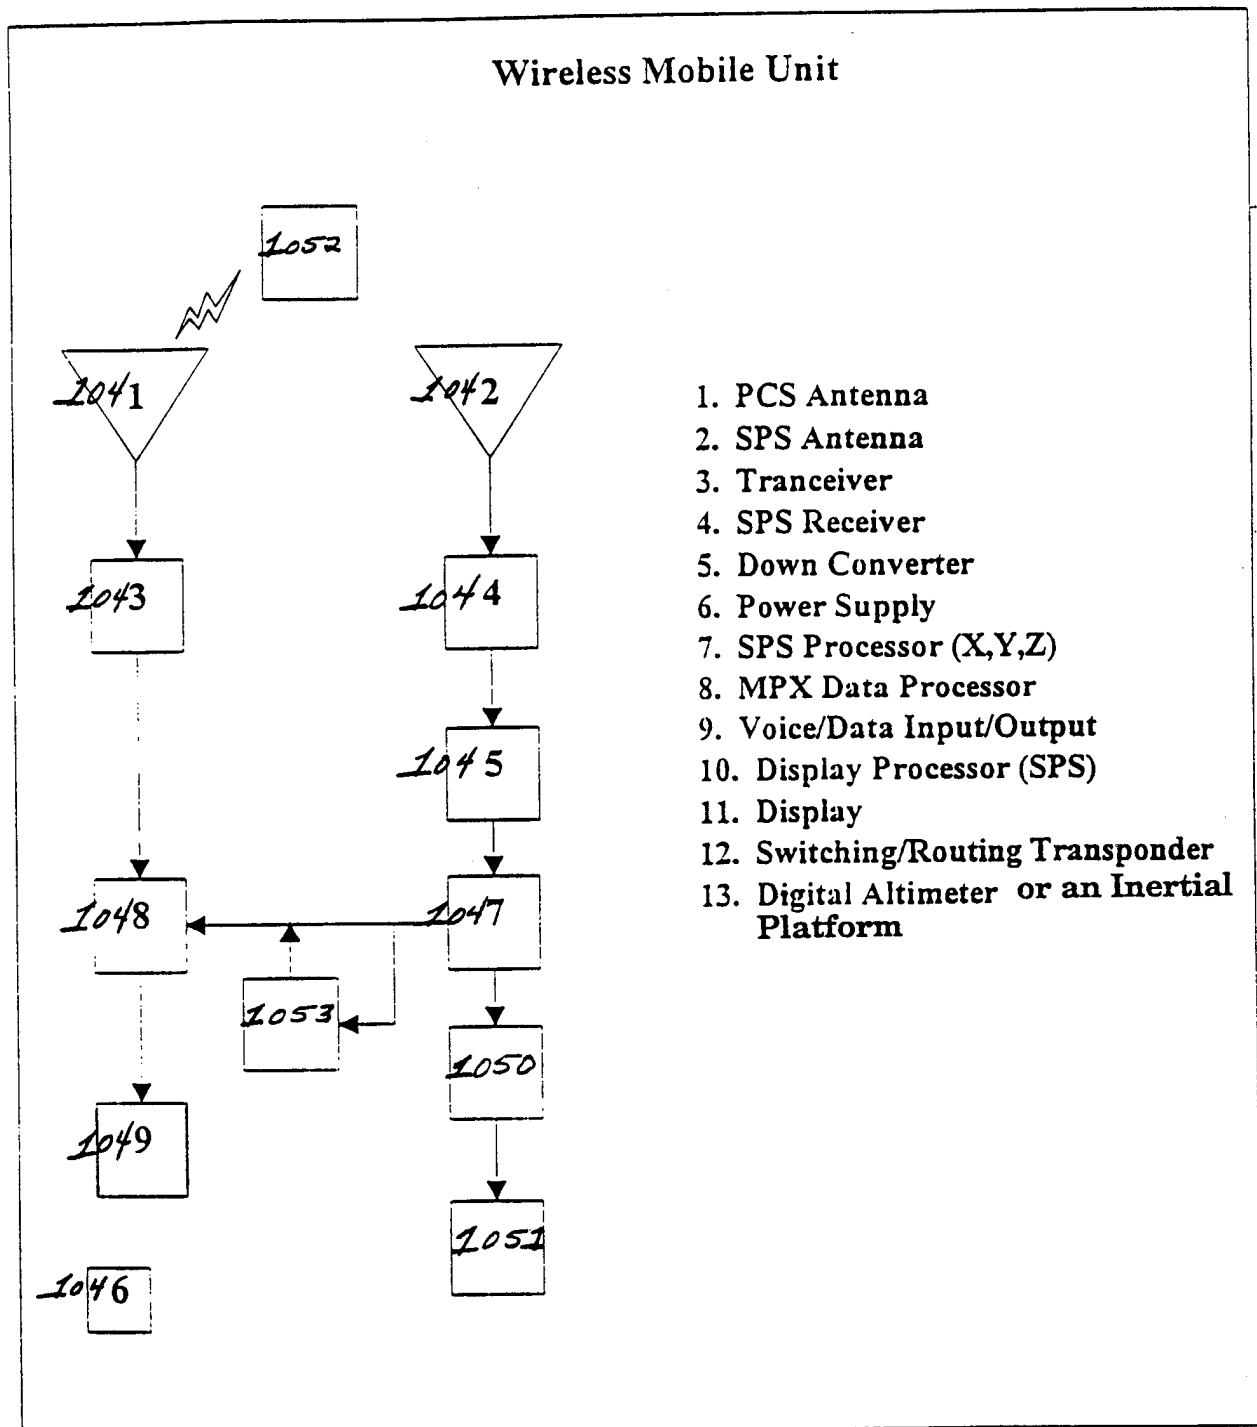 Wireless Mobile Unit
1052
1041
1042
1. PCS Antenna
2. SPS Antenna
3. Tranceiver
4. SPS Receiver
5. Down Converter
6. Power Supply
7. SPS Processor (X,Y,Z)
8. MPX Data Processor
9. Voice/Data Input/Output
10. Display Processor (SPS)
11. Display
12. Switching/Routing Transponder
13. Digital Altimeter or an Inertial
Platform
1043
1044
1045
1048
1047
1053
1050
1049
1051
1046